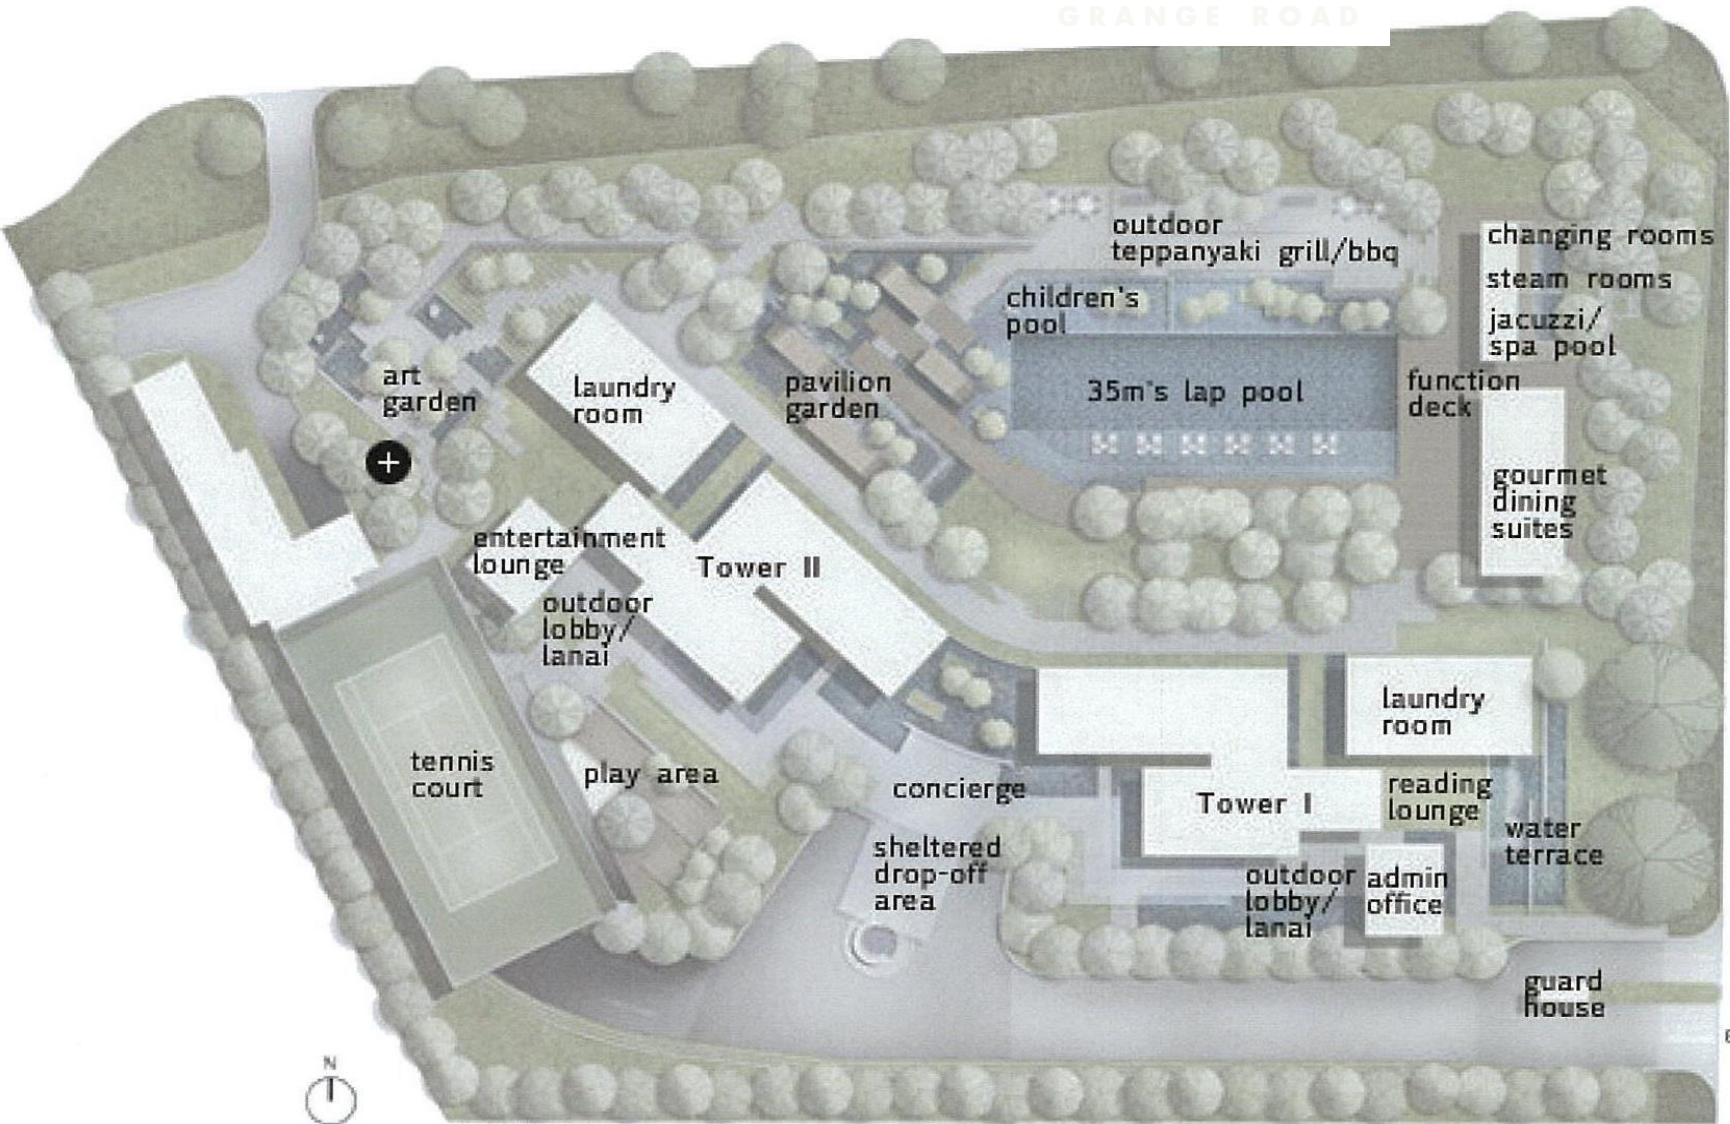 GRANGE ROAD
outdoor
teppanyaki grill/bbq
changing rooms
steam rooms
jacuzzi/
spa pool
children's
pool
35m's lap pool
function
deck
gourmet
dining
suites
art
garden
laundry
room
pavilion
garden
entertainment
lounge
Tower II
outdoor
lobby/
lanai
tennis
court
play area
concierge
sheltered
drop-off
area
Tower I
laundry
room
reading
lounge
water
terrace
outdoor
lobby/
lanai
admin
office
guard
house
N